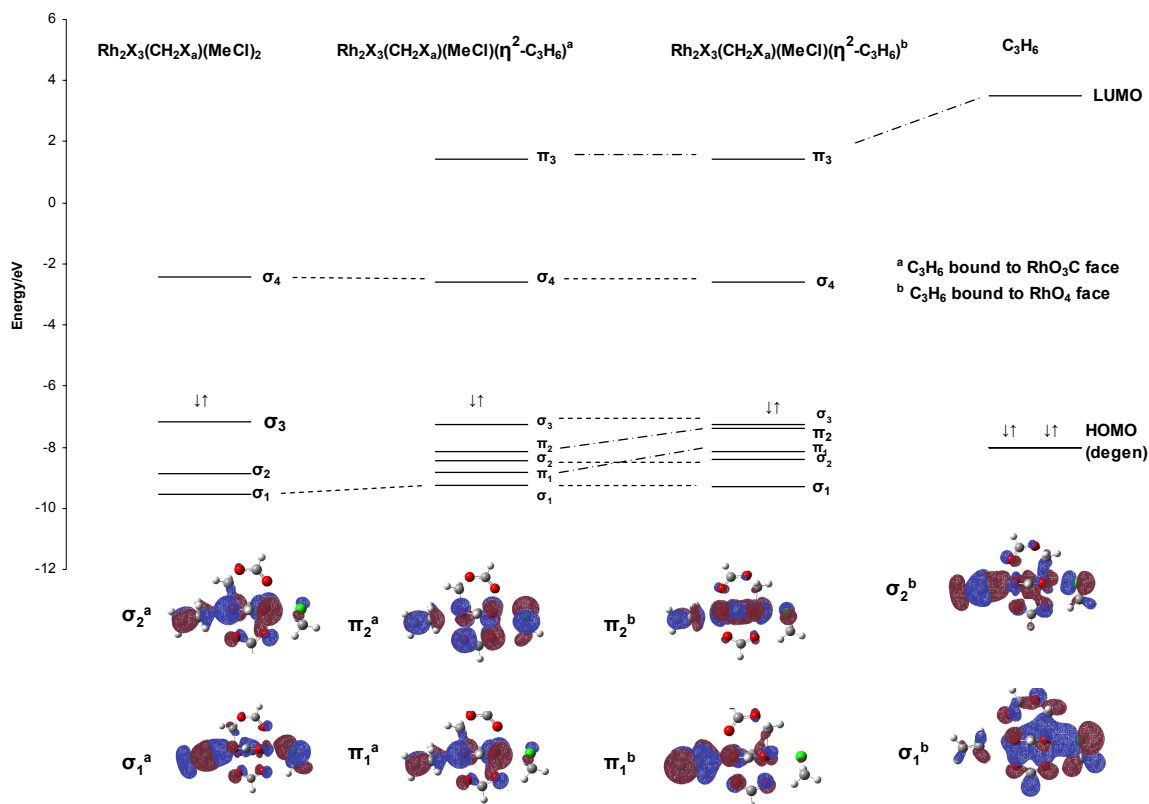 Rh₂X₃(CH₂Xₐ)(MeCl)₂
Rh₂X₃(CH₂Xₐ)(MeCl)(η²-C₃H₆)ᵃ
Rh₂X₃(CH₂Xₐ)(MeCl)(η²-C₃H₆)ᵇ
C₃H₆
Energy/eV
6
4
2
0
-2
-4
-6
-8
-10
-12
LUMO
π₃
π₃
σ₄
σ₄
σ₄
ᵃ C₃H₆ bound to RhO₃C face
ᵇ C₃H₆ bound to RhO₄ face
↓↑
↓↑
↓↑
↓↑ ↓↑
HOMO
(degen)
σ₃
σ₂
σ₁
σ₃
π₂
σ₂
π₁
σ₁
σ₃
π₂
π₁
σ₂
σ₁
σ₂ᵃ
π₂ᵃ
π₂ᵇ
σ₂ᵇ
σ₁ᵃ
π₁ᵃ
π₁ᵇ
σ₁ᵇ